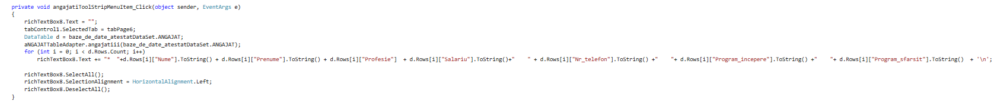 private void angajatiToolStripMenuItem_Click(object sender, EventArgs e)
{
richTextBox8.Text = "";
tabControl1.SelectedTab = tabPage6;
DataTable d = baze_de_date_atestatDataSet.ANGAJAT;
aNGAJATTableAdapter.angajatiii(baze_de_date_atestatDataSet.ANGAJAT);
for (int i = 0; i < d.Rows.Count; i++)
richTextBox8.Text += "*  "+d.Rows[i]["Nume"].ToString() + d.Rows[i]["Prenume"].ToString() + d.Rows[i]["Profesie"]  + d.Rows[i]["Salariu"].ToString()+"    " + d.Rows[i]["Nr_telefon"].ToString() +"    "+ d.Rows[i]["Program_incepere"].ToString() +"    "+ d.Rows[i]["Program_sfarsit"].ToString()  + '\n';
richTextBox8.SelectAll();
richTextBox8.SelectionAlignment = HorizontalAlignment.Left;
richTextBox8.DeselectAll();
}